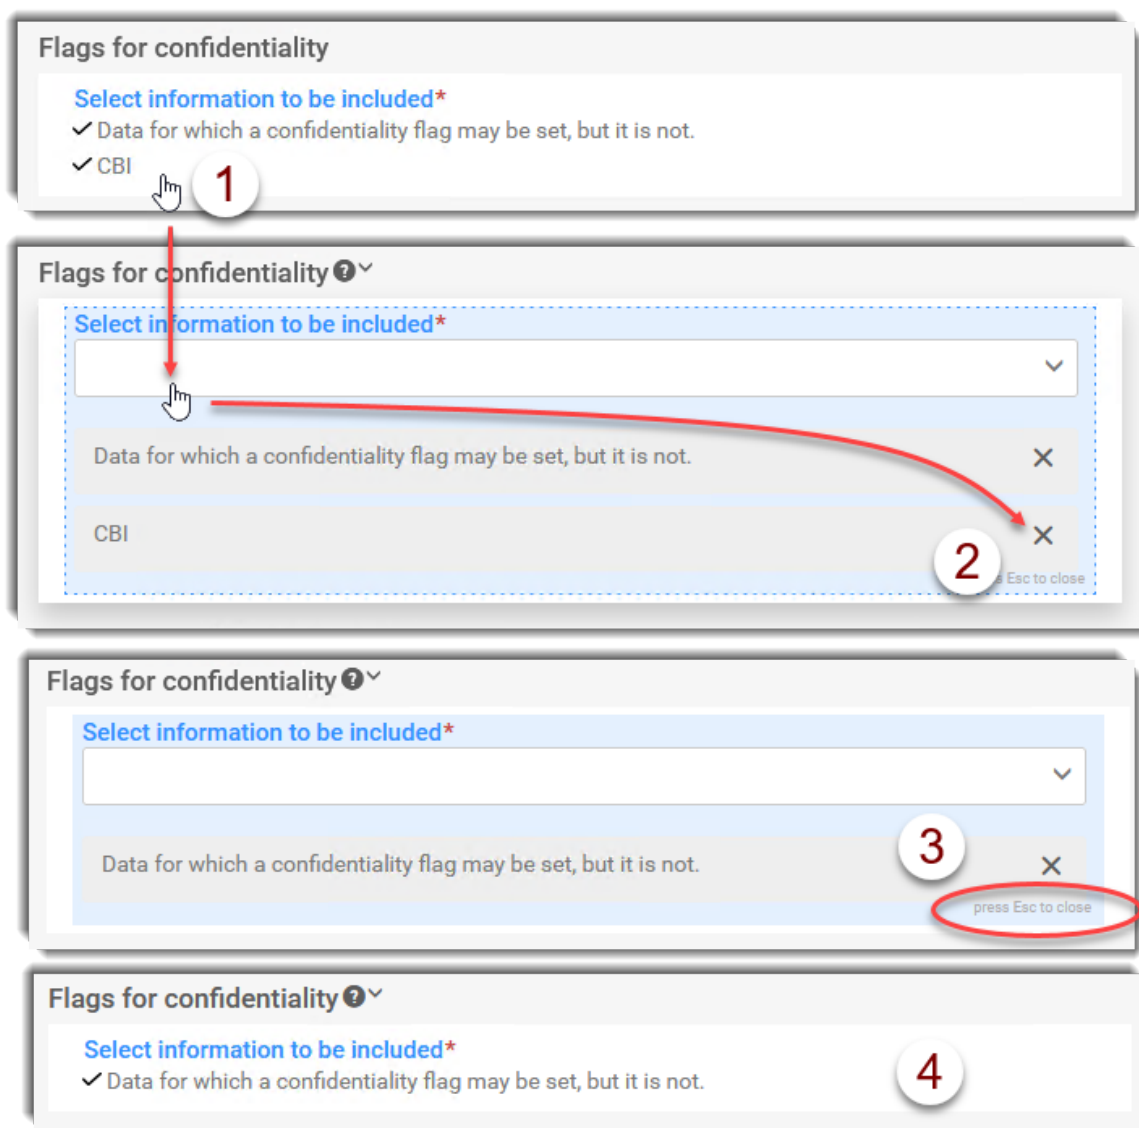 Flags for confidentiality
Select information to be included*
Data for which a confidentiality flag may be set, but it is not.
CBI
1
Flags for confidentiality
Select information to be included*
Data for which a confidentiality flag may be set, but it is not.
CBI
2
Esc to close
Flags for confidentiality
Select information to be included*
Data for which a confidentiality flag may be set, but it is not.
3
press Esc to close
Flags for confidentiality
Select information to be included*
Data for which a confidentiality flag may be set, but it is not.
4